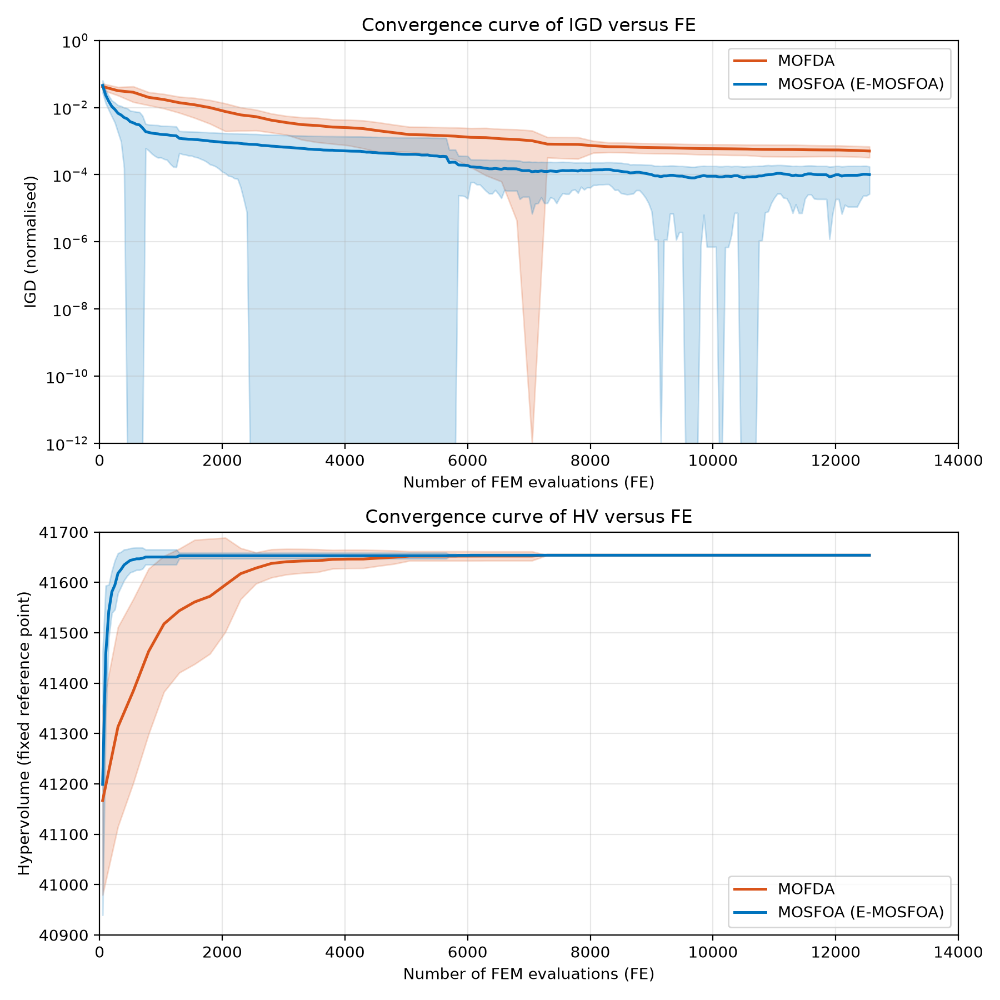 Convergence curve of IGD versus FE
10⁰
10⁻²
10⁻⁴
10⁻⁶
10⁻⁸
10⁻¹⁰
10⁻¹²
IGD (normalised)
MOFDA
MOSFOA (E-MOSFOA)
0 2000 4000 6000 8000 10000 12000 14000
Number of FEM evaluations (FE)
Convergence curve of HV versus FE
41700
41600
41500
41400
41300
41200
41100
41000
40900
Hypervolume (fixed reference point)
MOFDA
MOSFOA (E-MOSFOA)
0 2000 4000 6000 8000 10000 12000 14000
Number of FEM evaluations (FE)